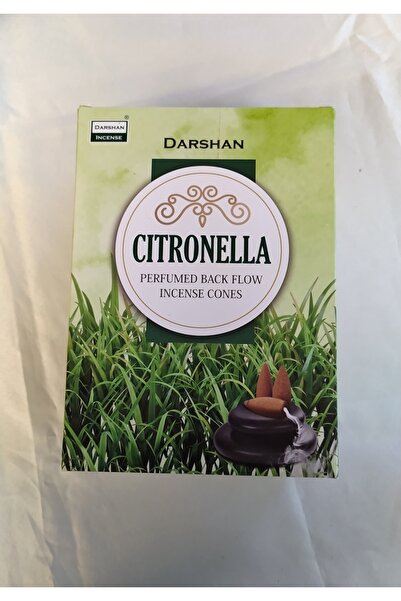 DARSHAN
INCENSE
®
DARSHAN
CITRONELLA
PERFUMED BACK FLOW
INCENSE CONES